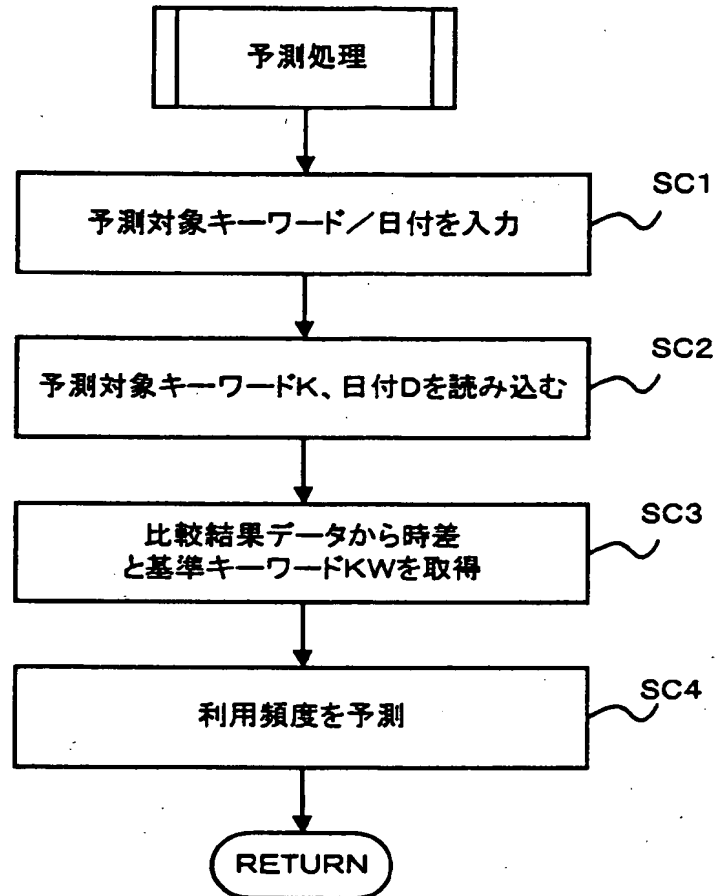 予測処理
SC1
予測対象キーワード／日付を入力
SC2
予測対象キーワードK、日付Dを読み込む
SC3
比較結果データから時差
と基準キーワードKWを取得
SC4
利用頻度を予測
RETURN